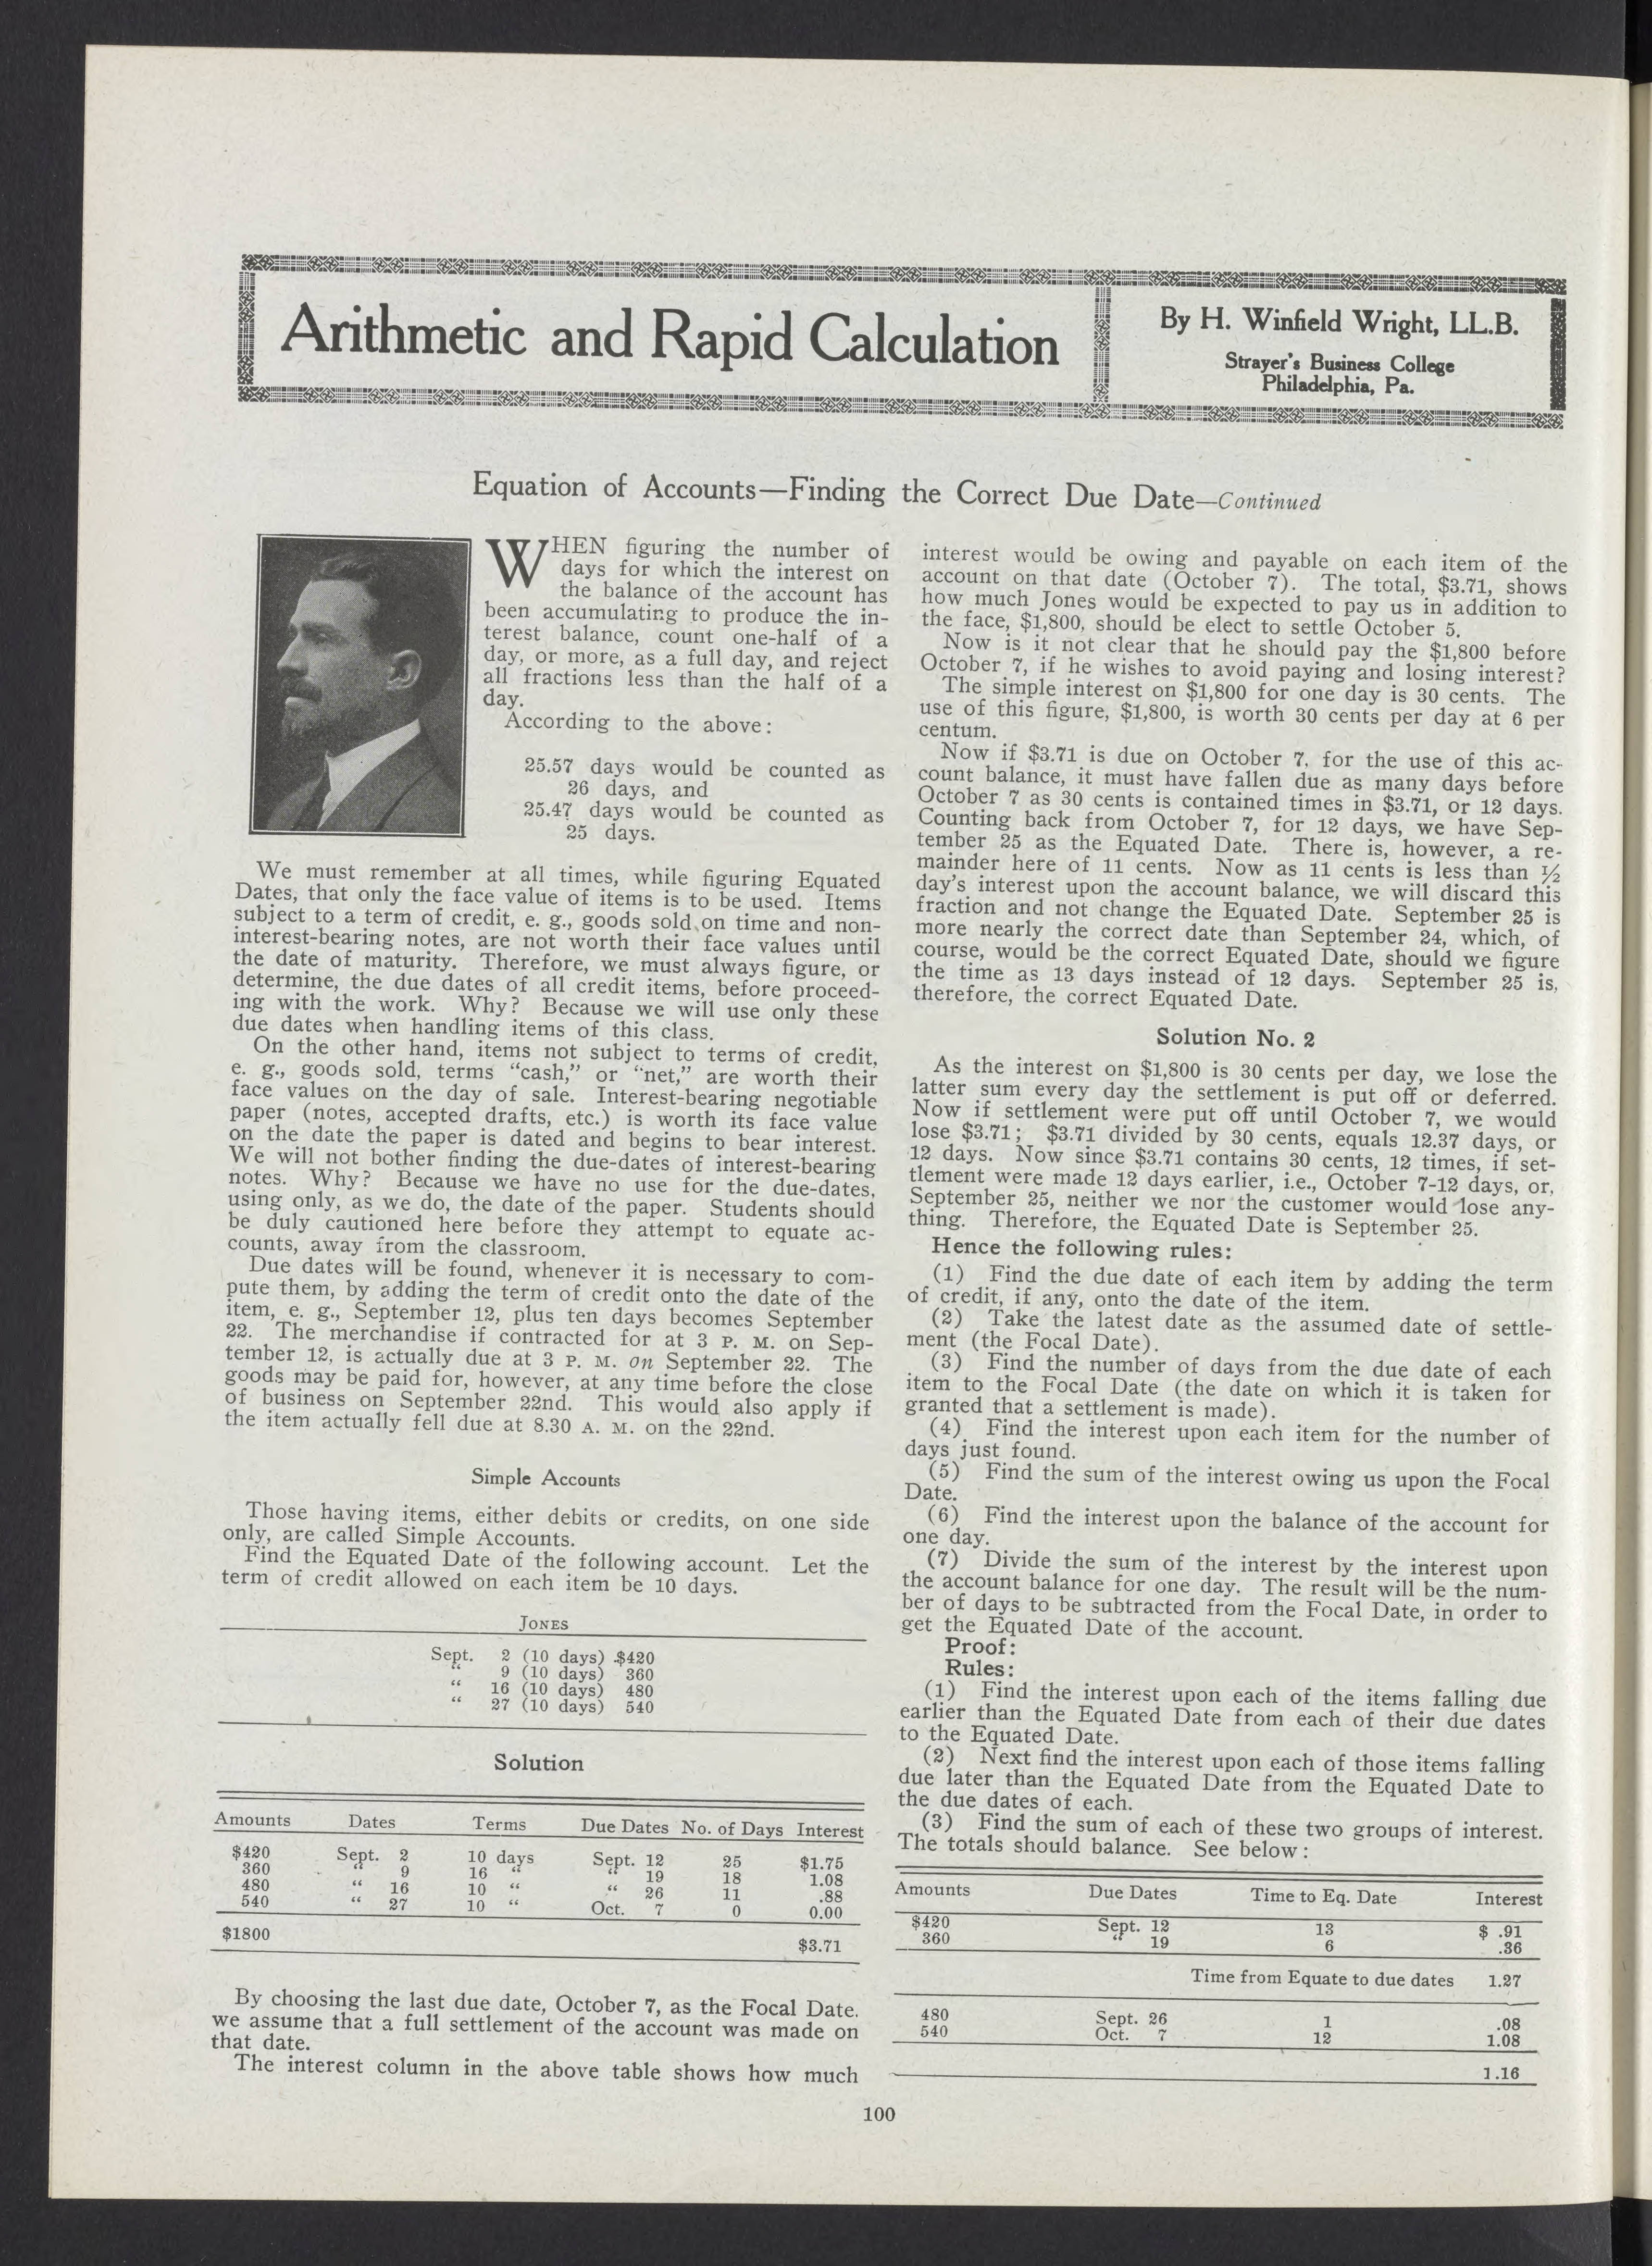 Arithmetic and Rapid Calculation
By H. Winfield Wright, LL.B.
Strayer's Business College
Philadelphia, Pa.
Equation of Accounts—Finding the Correct Due Date—Continued
WHEN figuring the number of
days for which the interest on
the balance of the account has
been accumulating to produce the in-
terest balance, count one-half of a
day, or more, as a full day, and reject
all fractions less than the half of a
day.
According to the above:
25.57 days would be counted as
26 days, and
25.47 days would be counted as
25 days.
We must remember at all times, while figuring Equated
Dates, that only the face value of items is to be used. Items
subject to a term of credit, e. g., goods sold on time and non-
interest-bearing notes, are not worth their face values until
the date of maturity. Therefore, we must always figure, or
determine, the due dates of all credit items, before proceed-
ing with the work. Why? Because we will use only these
due dates when handling items of this class.
On the other hand, items not subject to terms of credit,
e. g., goods sold, terms "cash," or "net," are worth their
face values on the day of sale. Interest-bearing negotiable
paper (notes, accepted drafts, etc.) is worth its face value
on the date the paper is dated and begins to bear interest.
We will not bother finding the due-dates of interest-bearing
notes. Why? Because we have no use for the due-dates,
using only, as we do, the date of the paper. Students should
be duly cautioned here before they attempt to equate ac-
counts, away from the classroom.
Due dates will be found, whenever it is necessary to com-
pute them, by adding the term of credit onto the date of the
item, e. g., September 12, plus ten days becomes September
22. The merchandise if contracted for at 3 P. M. on Sep-
tember 12, is actually due at 3 P. M. on September 22. The
goods may be paid for, however, at any time before the close
of business on September 22nd. This would also apply if
the item actually fell due at 8.30 A. M. on the 22nd.
Simple Accounts
Those having items, either debits or credits, on one side
only, are called Simple Accounts.
Find the Equated Date of the following account. Let the
term of credit allowed on each item be 10 days.
JONES
Sept. 2 (10 days) $420
" 9 (10 days) 360
" 16 (10 days) 480
" 27 (10 days) 540
Solution
Amounts Dates Terms Due Dates No. of Days Interest
$420 Sept. 2 10 days Sept. 12 25 $1.75
360 " 9 16 " " 19 18 1.08
480 " 16 10 " " 26 11 .88
540 " 27 10 " Oct. 7 0 0.00
$1800 $3.71
By choosing the last due date, October 7, as the Focal Date.
we assume that a full settlement of the account was made on
that date.
The interest column in the above table shows how much
interest would be owing and payable on each item of the
account on that date (October 7). The total, $3.71, shows
how much Jones would be expected to pay us in addition to
the face, $1,800, should be elect to settle October 5.
Now is it not clear that he should pay the $1,800 before
October 7, if he wishes to avoid paying and losing interest?
The simple interest on $1,800 for one day is 30 cents. The
use of this figure, $1,800, is worth 30 cents per day at 6 per
centum.
Now if $3.71 is due on October 7, for the use of this ac-
count balance, it must have fallen due as many days before
October 7 as 30 cents is contained times in $3.71, or 12 days.
Counting back from October 7, for 12 days, we have Sep-
tember 25 as the Equated Date. There is, however, a re-
mainder here of 11 cents. Now as 11 cents is less than ½
day's interest upon the account balance, we will discard this
fraction and not change the Equated Date. September 25 is
more nearly the correct date than September 24, which, of
course, would be the correct Equated Date, should we figure
the time as 13 days instead of 12 days. September 25 is,
therefore, the correct Equated Date.
Solution No. 2
As the interest on $1,800 is 30 cents per day, we lose the
latter sum every day the settlement is put off or deferred.
Now if settlement were put off until October 7, we would
lose $3.71; $3.71 divided by 30 cents, equals 12.37 days, or
12 days. Now since $3.71 contains 30 cents, 12 times, if set-
tlement were made 12 days earlier, i.e., October 7-12 days, or,
September 25, neither we nor the customer would lose any-
thing. Therefore, the Equated Date is September 25.
Hence the following rules:
(1) Find the due date of each item by adding the term
of credit, if any, onto the date of the item.
(2) Take the latest date as the assumed date of settle-
ment (the Focal Date).
(3) Find the number of days from the due date of each
item to the Focal Date (the date on which it is taken for
granted that a settlement is made).
(4) Find the interest upon each item for the number of
days just found.
(5) Find the sum of the interest owing us upon the Focal
Date.
(6) Find the interest upon the balance of the account for
one day.
(7) Divide the sum of the interest by the interest upon
the account balance for one day. The result will be the num-
ber of days to be subtracted from the Focal Date, in order to
get the Equated Date of the account.
Proof:
Rules:
(1) Find the interest upon each of the items falling due
earlier than the Equated Date from each of their due dates
to the Equated Date.
(2) Next find the interest upon each of those items falling
due later than the Equated Date from the Equated Date to
the due dates of each.
(3) Find the sum of each of these two groups of interest.
The totals should balance. See below:
Amounts Due Dates Time to Eq. Date Interest
$420 Sept. 12 13 $ .91
360 " 19 6 .36
Time from Equate to due dates 1.27
480 Sept. 26 1 .08
540 Oct. 7 12 1.08
1.16
100